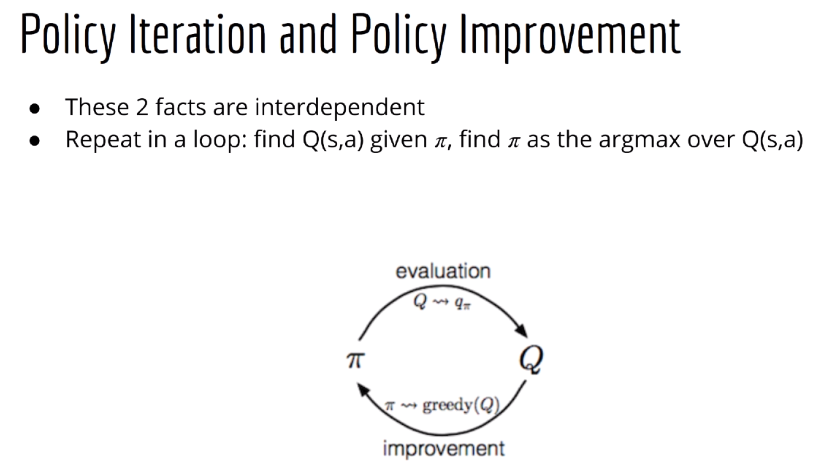 Policy Iteration and Policy Improvement
● These 2 facts are interdependent
● Repeat in a loop: find Q(s,a) given π, find π as the argmax over Q(s,a)
evaluation
Q ⇝ qπ
π
Q
π ⇝ greedy(Q)
improvement